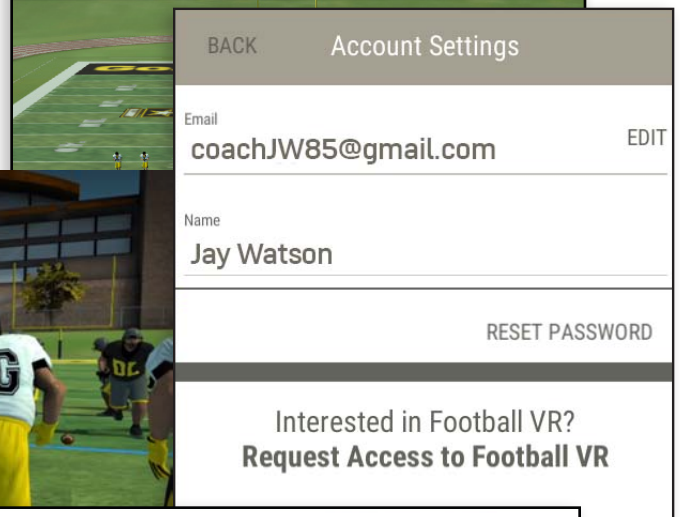 BACK Account Settings
Email
coachJW85@gmail.com EDIT
Name
Jay Watson
RESET PASSWORD
Interested in Football VR?
Request Access to Football VR
DC
G